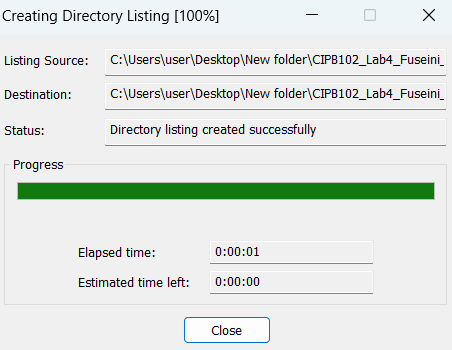 Creating Directory Listing [100%]
Listing Source: C:\Users\user\Desktop\New folder\CIPB102_Lab4_Fuseini_
Destination: C:\Users\user\Desktop\New folder\CIPB102_Lab4_Fuseini_
Status: Directory listing created successfully
Progress
Elapsed time: 0:00:01
Estimated time left: 0:00:00
Close